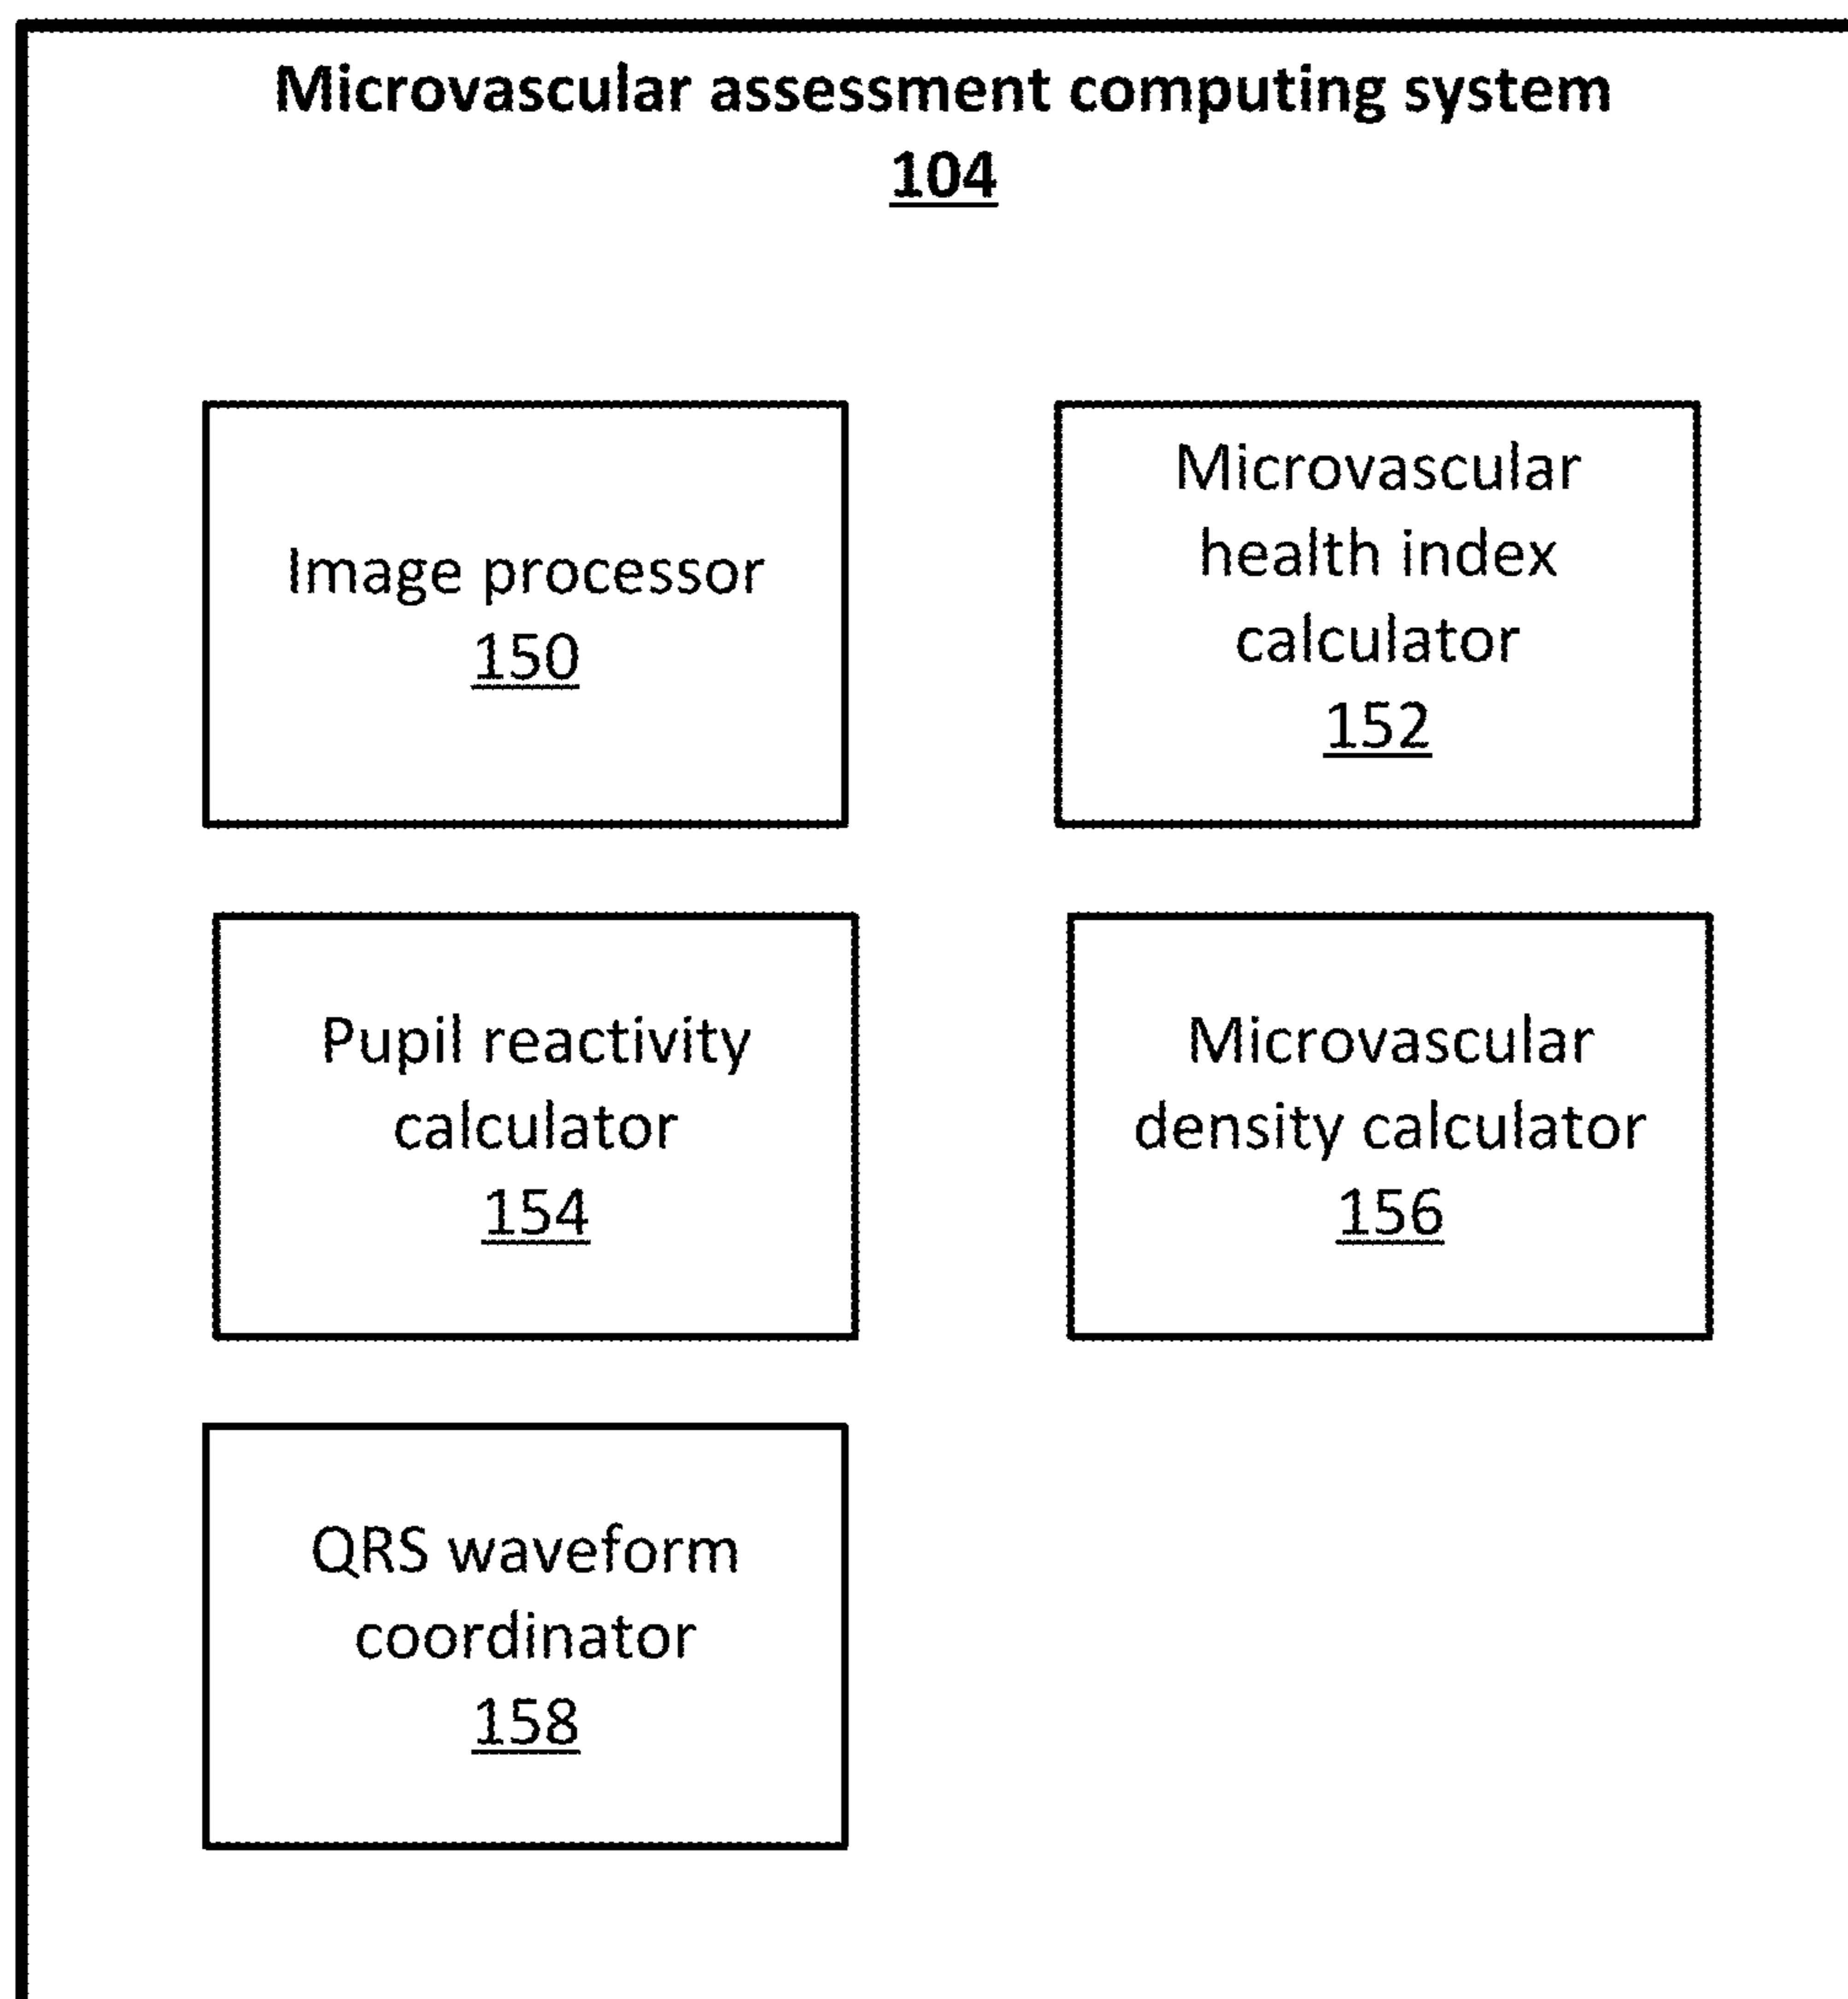 Microvascular assessment computing system
104
Image processor
150
Microvascular
health index
calculator
152
Pupil reactivity
calculator
154
Microvascular
density calculator
156
QRS waveform
coordinator
158